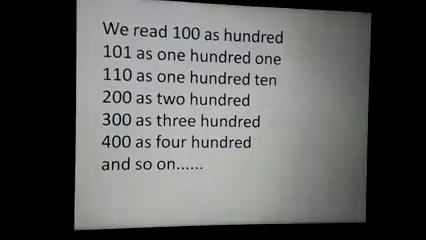 We read 100 as hundred
101 as one hundred one
110 as one hundred ten
200 as two hundred
300 as three hundred
400 as four hundred
and so on......